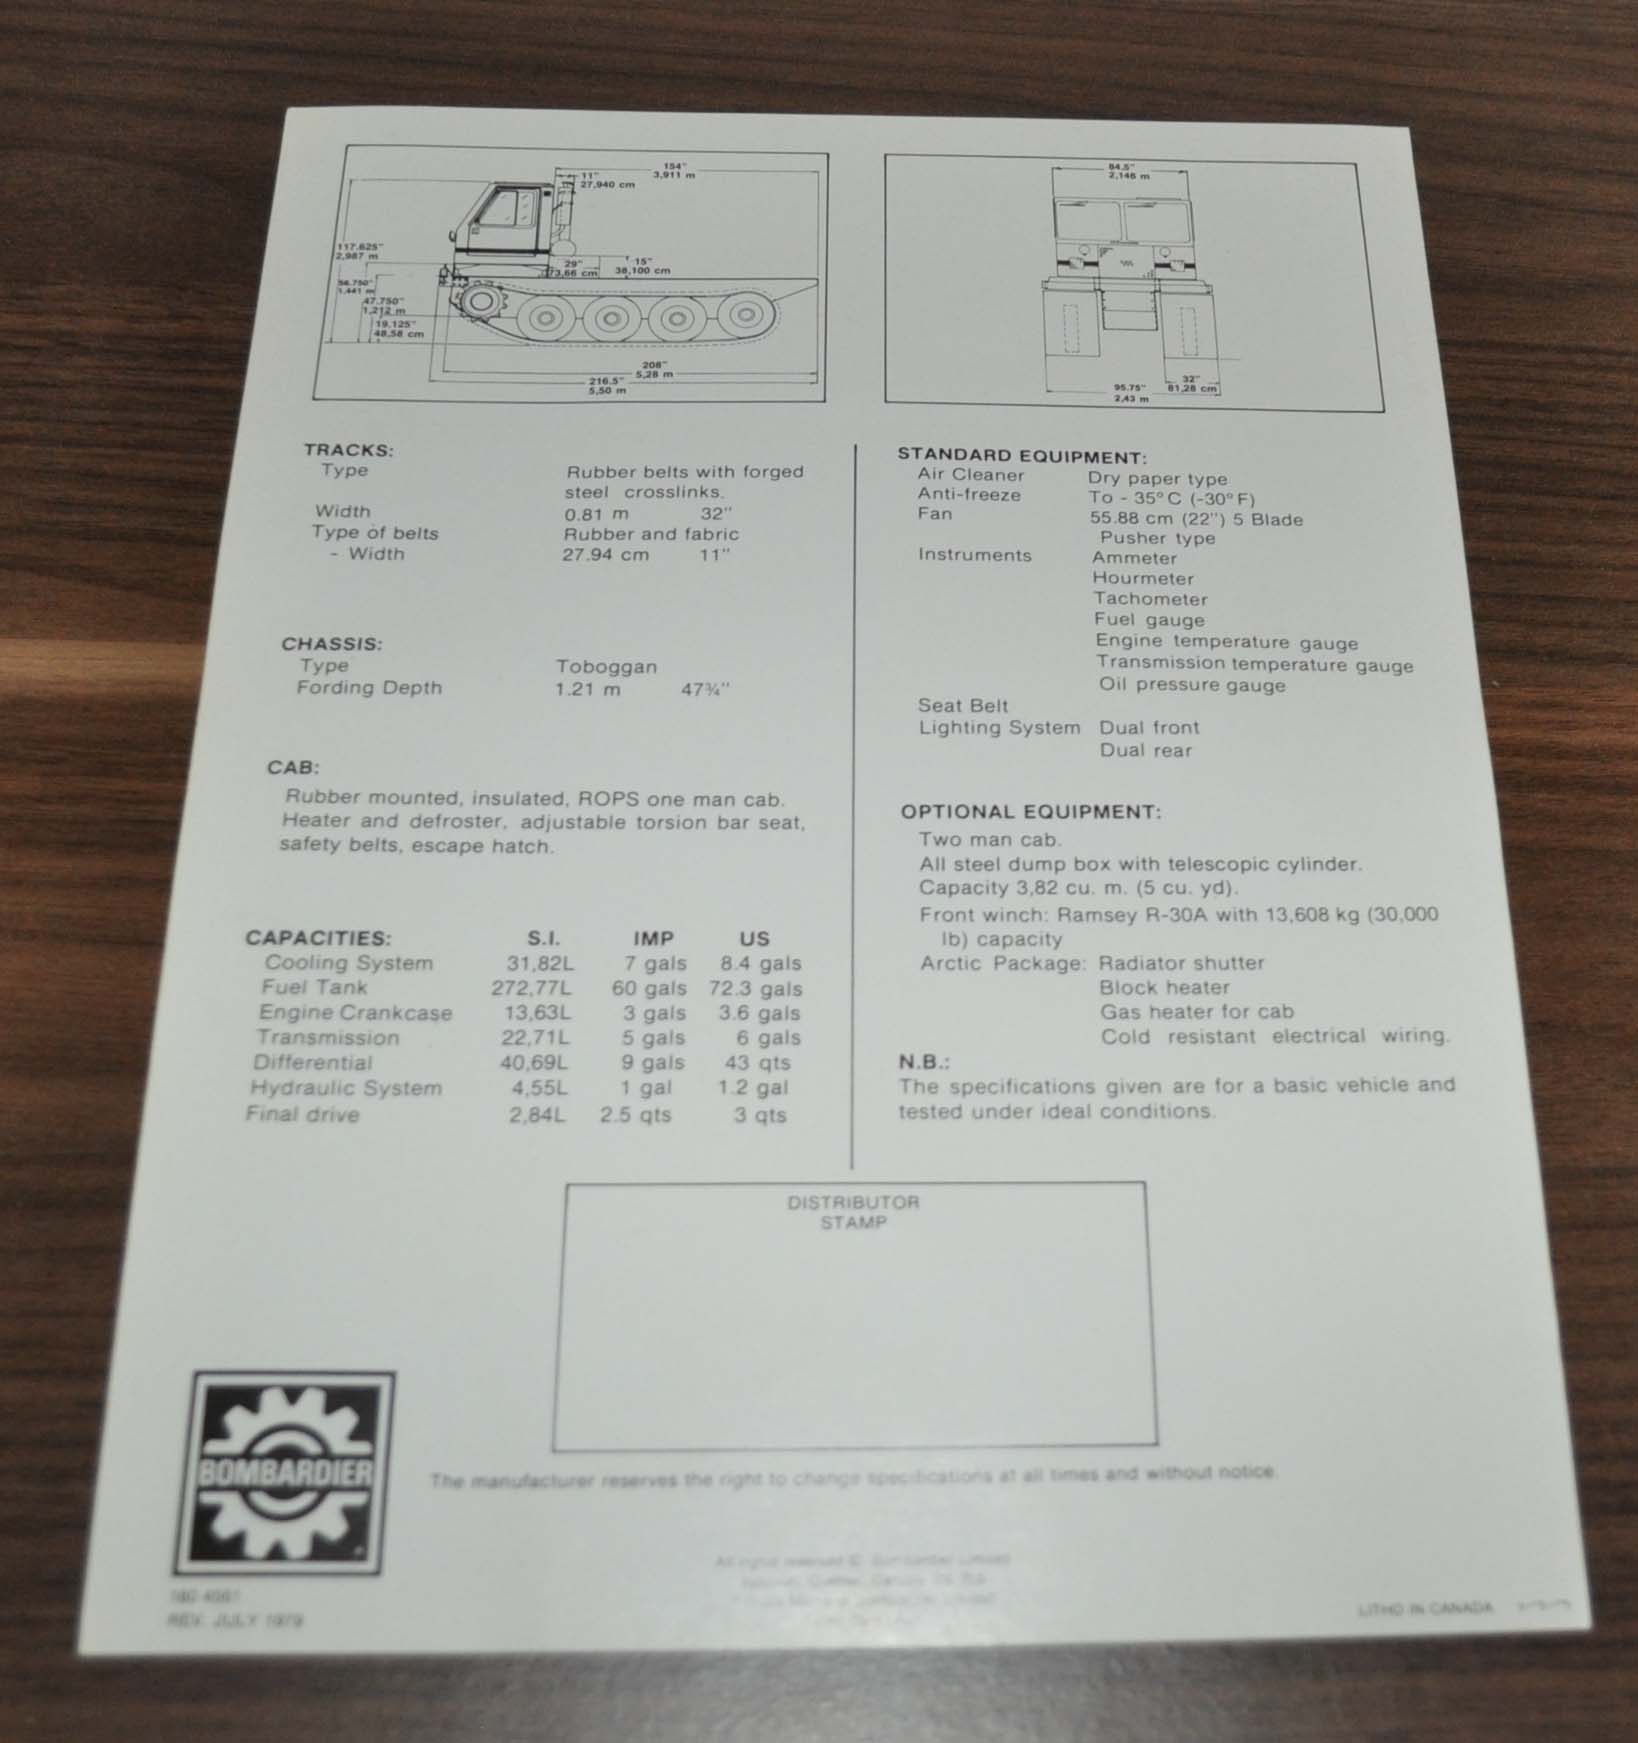 154"
3,911 m
11"
27,940 cm
117.625"
2,987 m
29"
73,66 cm
15"
38,100 cm
56.750"
1,441 m
47.750"
1,212 m
19.125"
48,58 cm
208"
5,28 m
216.5"
5,50 m
84.5"
2,146 m
32"
81,28 cm
95.75"
2,43 m
TRACKS:
Type Rubber belts with forged
steel crosslinks.
Width 0.81 m 32"
Type of belts Rubber and fabric
- Width 27.94 cm 11"
CHASSIS:
Type Toboggan
Fording Depth 1.21 m 47¾"
CAB:
Rubber mounted, insulated, ROPS one man cab.
Heater and defroster, adjustable torsion bar seat,
safety belts, escape hatch.
CAPACITIES: S.I. IMP US
Cooling System 31,82L 7 gals 8.4 gals
Fuel Tank 272,77L 60 gals 72.3 gals
Engine Crankcase 13,63L 3 gals 3.6 gals
Transmission 22,71L 5 gals 6 gals
Differential 40,69L 9 gals 43 qts
Hydraulic System 4,55L 1 gal 1.2 gal
Final drive 2,84L 2.5 qts 3 qts
STANDARD EQUIPMENT:
Air Cleaner Dry paper type
Anti-freeze To - 35°C (-30°F)
Fan 55.88 cm (22") 5 Blade
Pusher type
Instruments Ammeter
Hourmeter
Tachometer
Fuel gauge
Engine temperature gauge
Transmission temperature gauge
Oil pressure gauge
Seat Belt
Lighting System Dual front
Dual rear
OPTIONAL EQUIPMENT:
Two man cab.
All steel dump box with telescopic cylinder.
Capacity 3,82 cu. m. (5 cu. yd).
Front winch: Ramsey R-30A with 13,608 kg (30,000
lb) capacity
Arctic Package: Radiator shutter
Block heater
Gas heater for cab
Cold resistant electrical wiring.
N.B.:
The specifications given are for a basic vehicle and
tested under ideal conditions.
DISTRIBUTOR
STAMP
BOMBARDIER
The manufacturer reserves the right to change specifications at all times and without notice.
All rights reserved © Bombardier Limited
REV. JULY 1979
LITHO IN CANADA